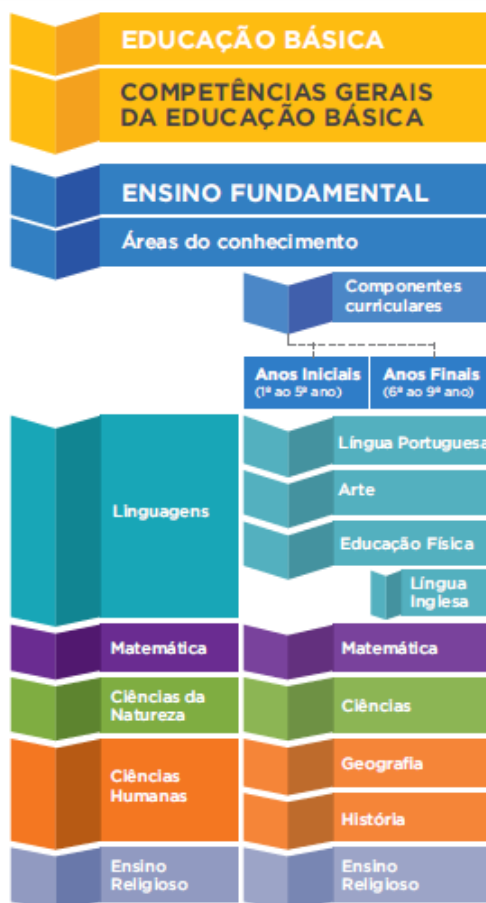 EDUCAÇÃO BÁSICA
COMPETÊNCIAS GERAIS
DA EDUCAÇÃO BÁSICA
ENSINO FUNDAMENTAL
Áreas do conhecimento
Componentes
curriculares
Anos Iniciais
(1º ao 5º ano)
Anos Finais
(6º ao 9º ano)
Linguagens
Língua Portuguesa
Arte
Educação Física
Língua
Inglesa
Matemática
Matemática
Ciências da
Natureza
Ciências
Ciências
Humanas
Geografia
História
Ensino
Religioso
Ensino
Religioso